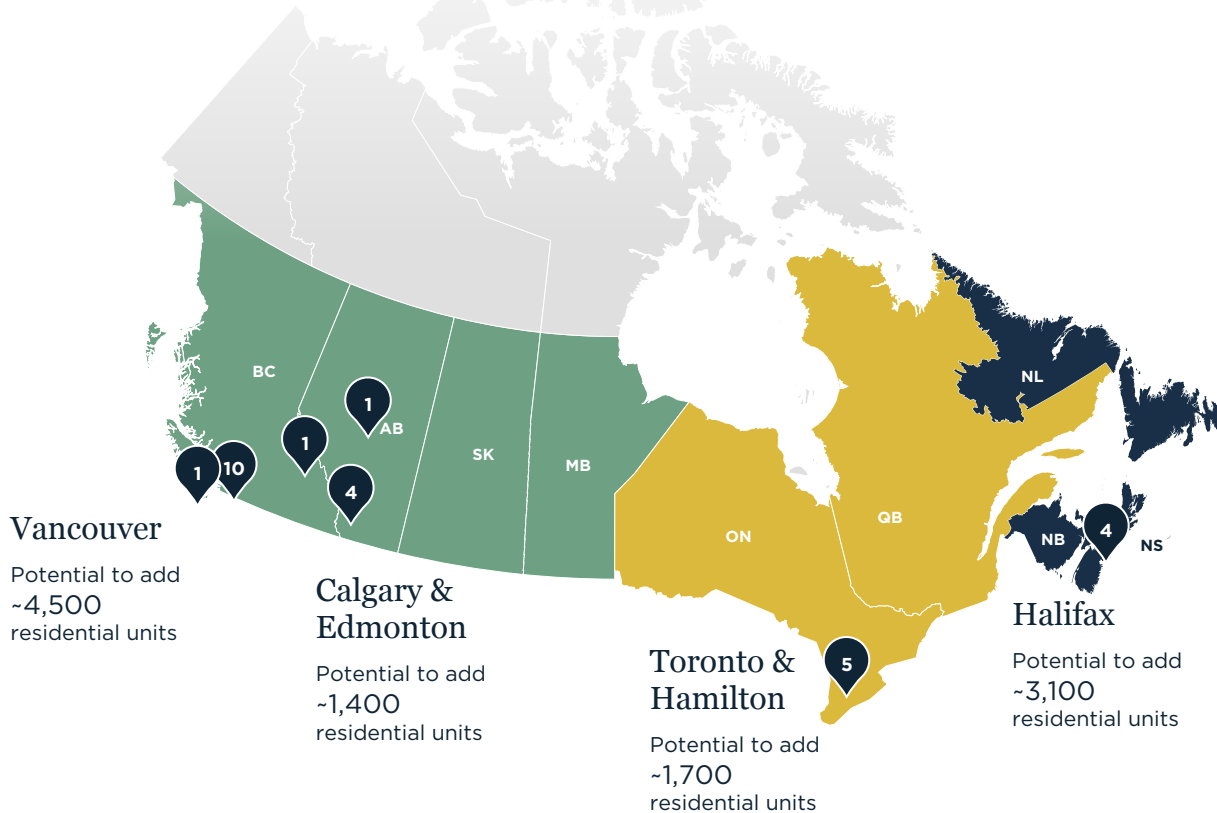 BC
AB
SK
MB
ON
QB
NL
NB
NS
1
10
1
1
4
5
4
Vancouver
Potential to add
~4,500
residential units
Calgary &
Edmonton
Potential to add
~1,400
residential units
Toronto &
Hamilton
Potential to add
~1,700
residential units
Halifax
Potential to add
~3,100
residential units